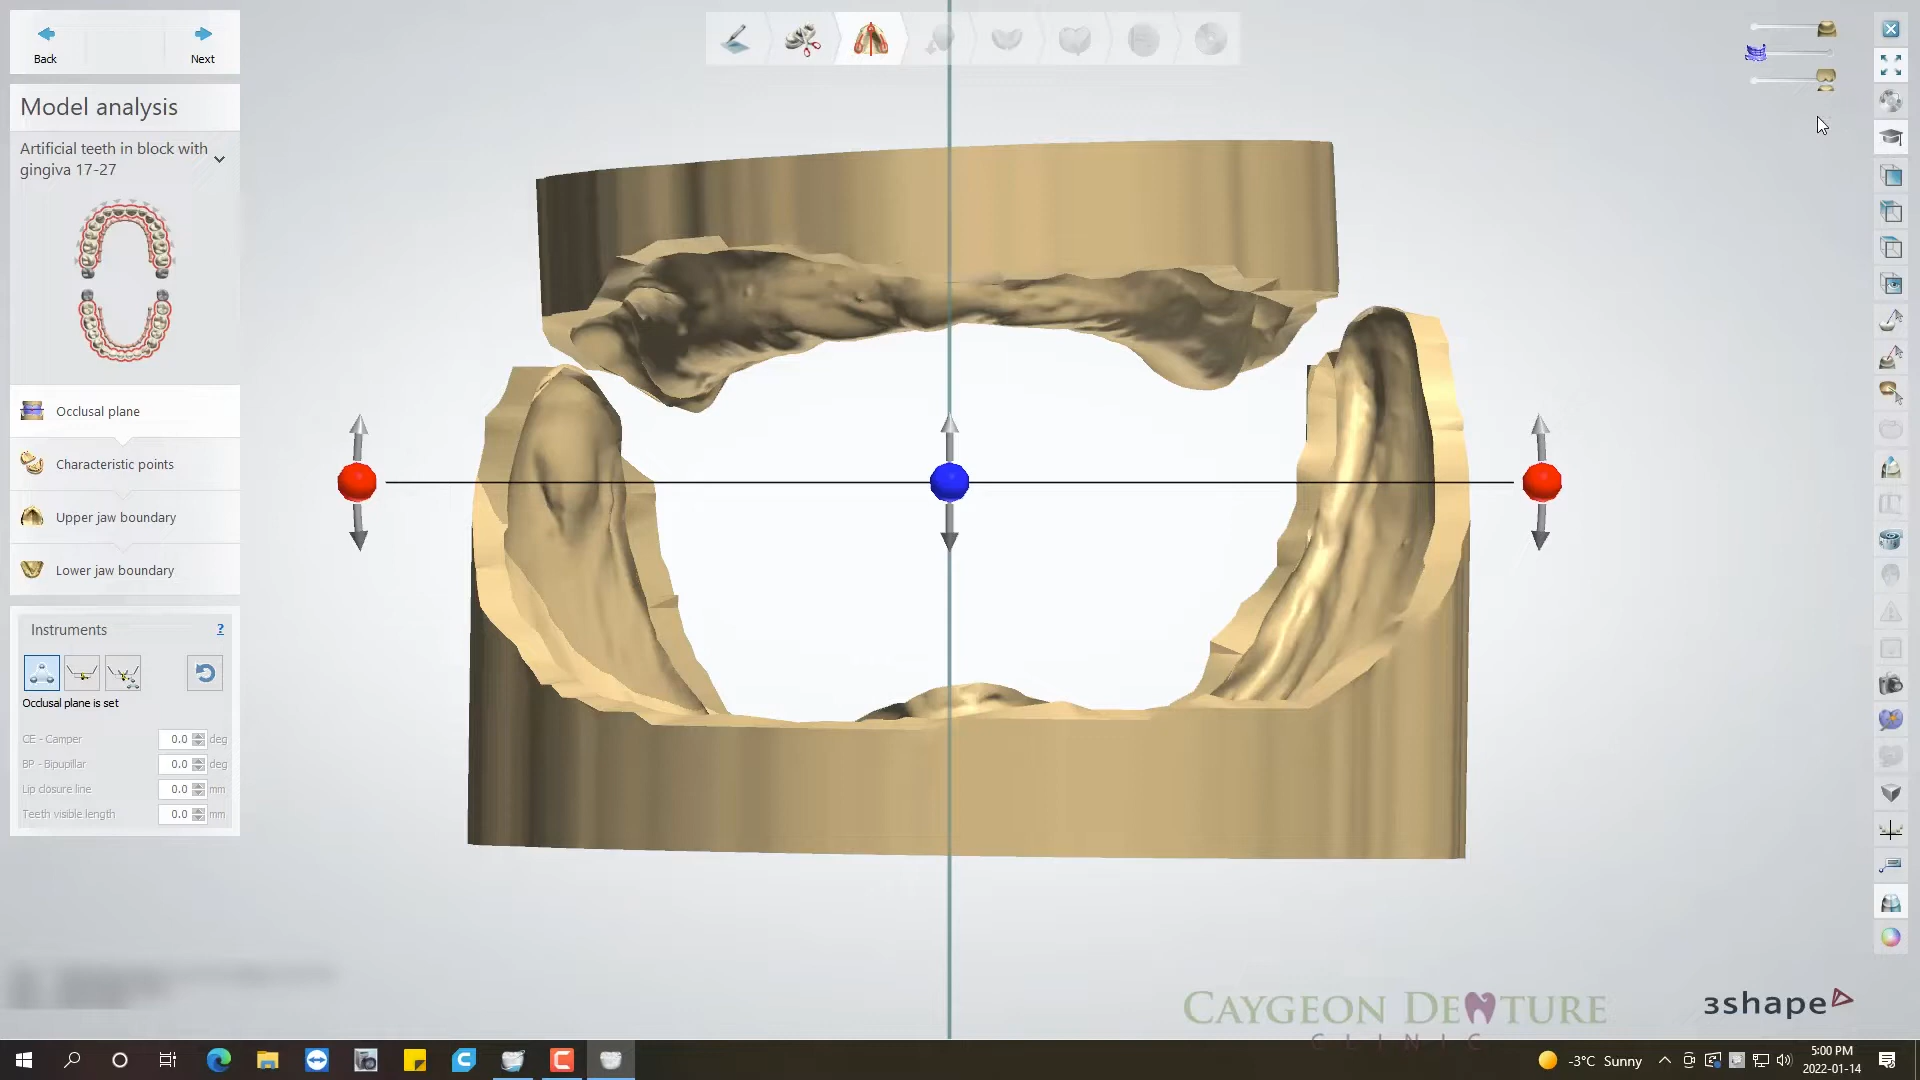 Back
Next
Model analysis
Artificial teeth in block with
gingiva 17-27
Occlusal plane
Characteristic points
Upper jaw boundary
Lower jaw boundary
Instruments
?
Occlusal plane is set
CE - Camper 0.0 deg
BP - Bipupillar 0.0 deg
Lip closure line 0.0 mm
Teeth visible length 0.0 mm
CAYGEON DENTURE
CLINIC
3shape
-3°C Sunny
5:00 PM
2022-01-14